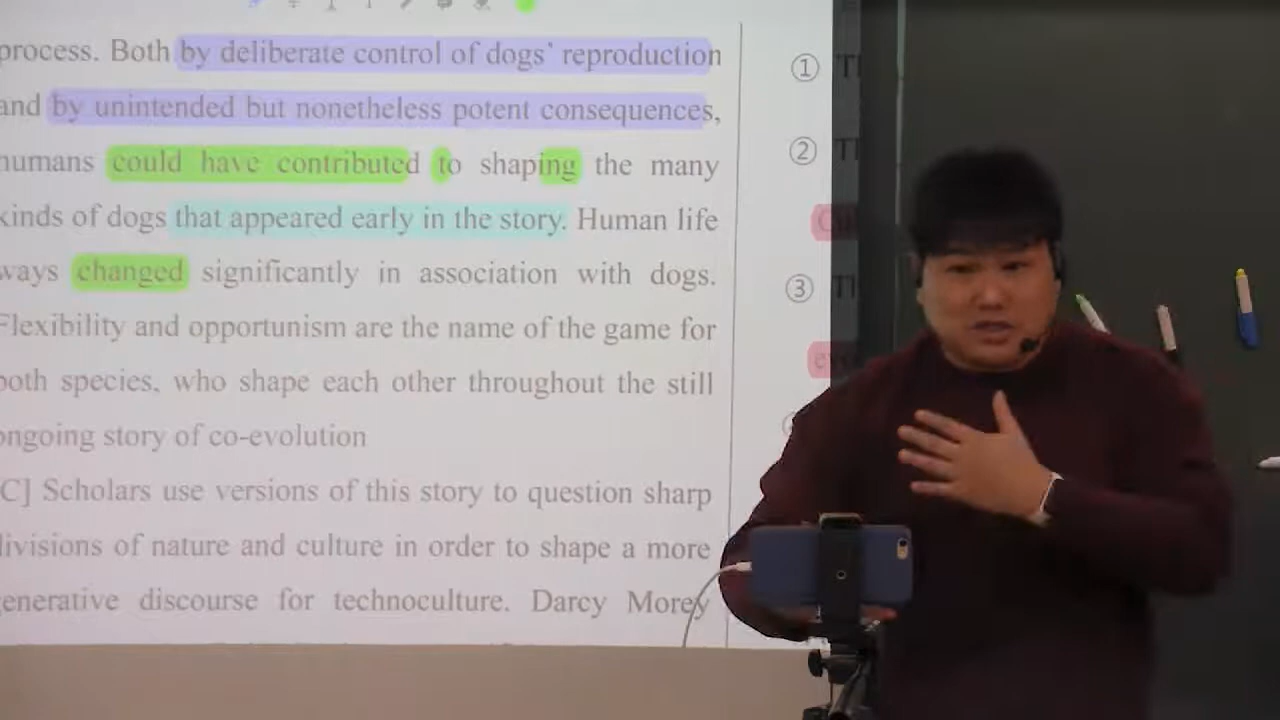 process. Both by deliberate control of dogs' reproduction
and by unintended but nonetheless potent consequences,
humans could have contributed to shaping the many
kinds of dogs that appeared early in the story. Human life
ways changed significantly in association with dogs.
Flexibility and opportunism are the name of the game for
both species, who shape each other throughout the still
ongoing story of co-evolution
C] Scholars use versions of this story to question sharp
divisions of nature and culture in order to shape a more
generative discourse for technoculture. Darcy Morey
①
②
③